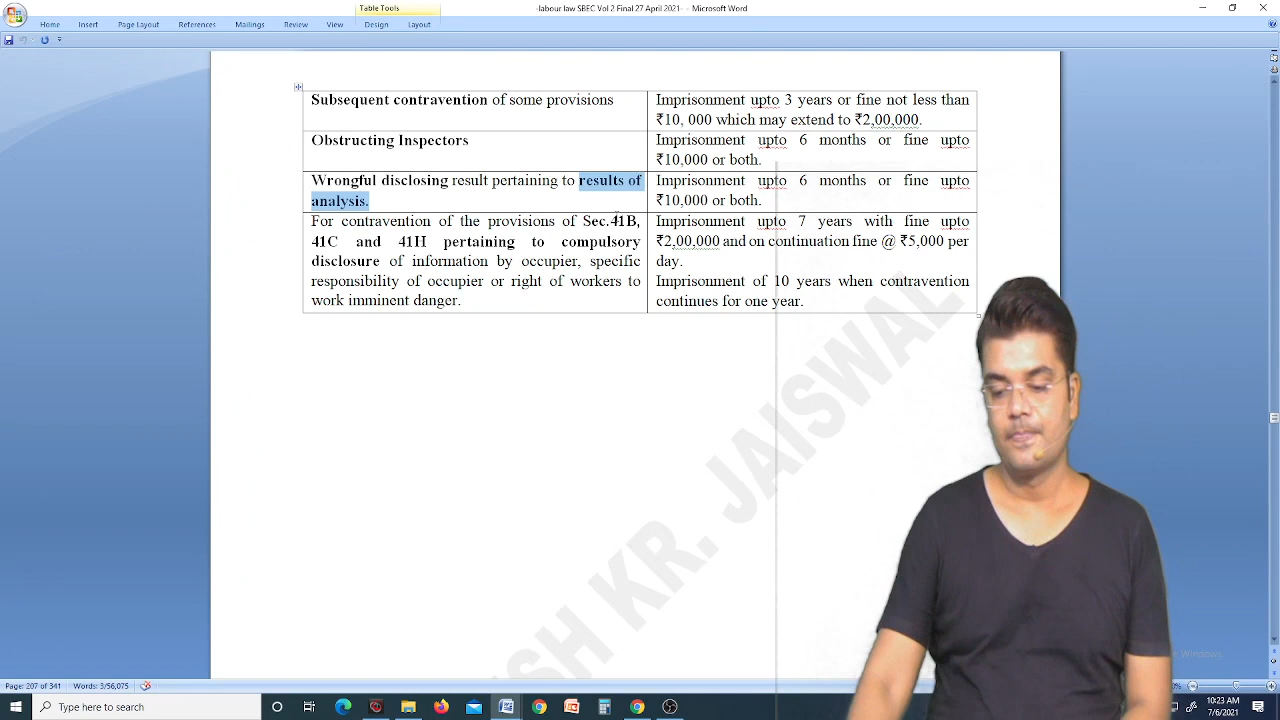 Table Tools
-labour law SBEC Vol 2 Final 27 April 2021- - Microsoft Word
Home Insert Page Layout References Mailings Review View Design Layout
Subsequent contravention of some provisions
Imprisonment upto 3 years or fine not less than
₹10, 000 which may extend to ₹2,00,000.
Obstructing Inspectors
Imprisonment upto 6 months or fine upto
₹10,000 or both.
Wrongful disclosing result pertaining to results of
analysis.
Imprisonment upto 6 months or fine upto
₹10,000 or both.
For contravention of the provisions of Sec.41B,
41C and 41H pertaining to compulsory
disclosure of information by occupier, specific
responsibility of occupier or right of workers to
work imminent danger.
Imprisonment upto 7 years with fine upto
₹2,00,000 and on continuation fine @ ₹5,000 per
day.
Imprisonment of 10 years when contravention
continues for one year.
SH KR. JAISWAL
Windows.
Page: 207 of 341 Words: 3/56,075
Type here to search
10:23 AM
7/6/2021